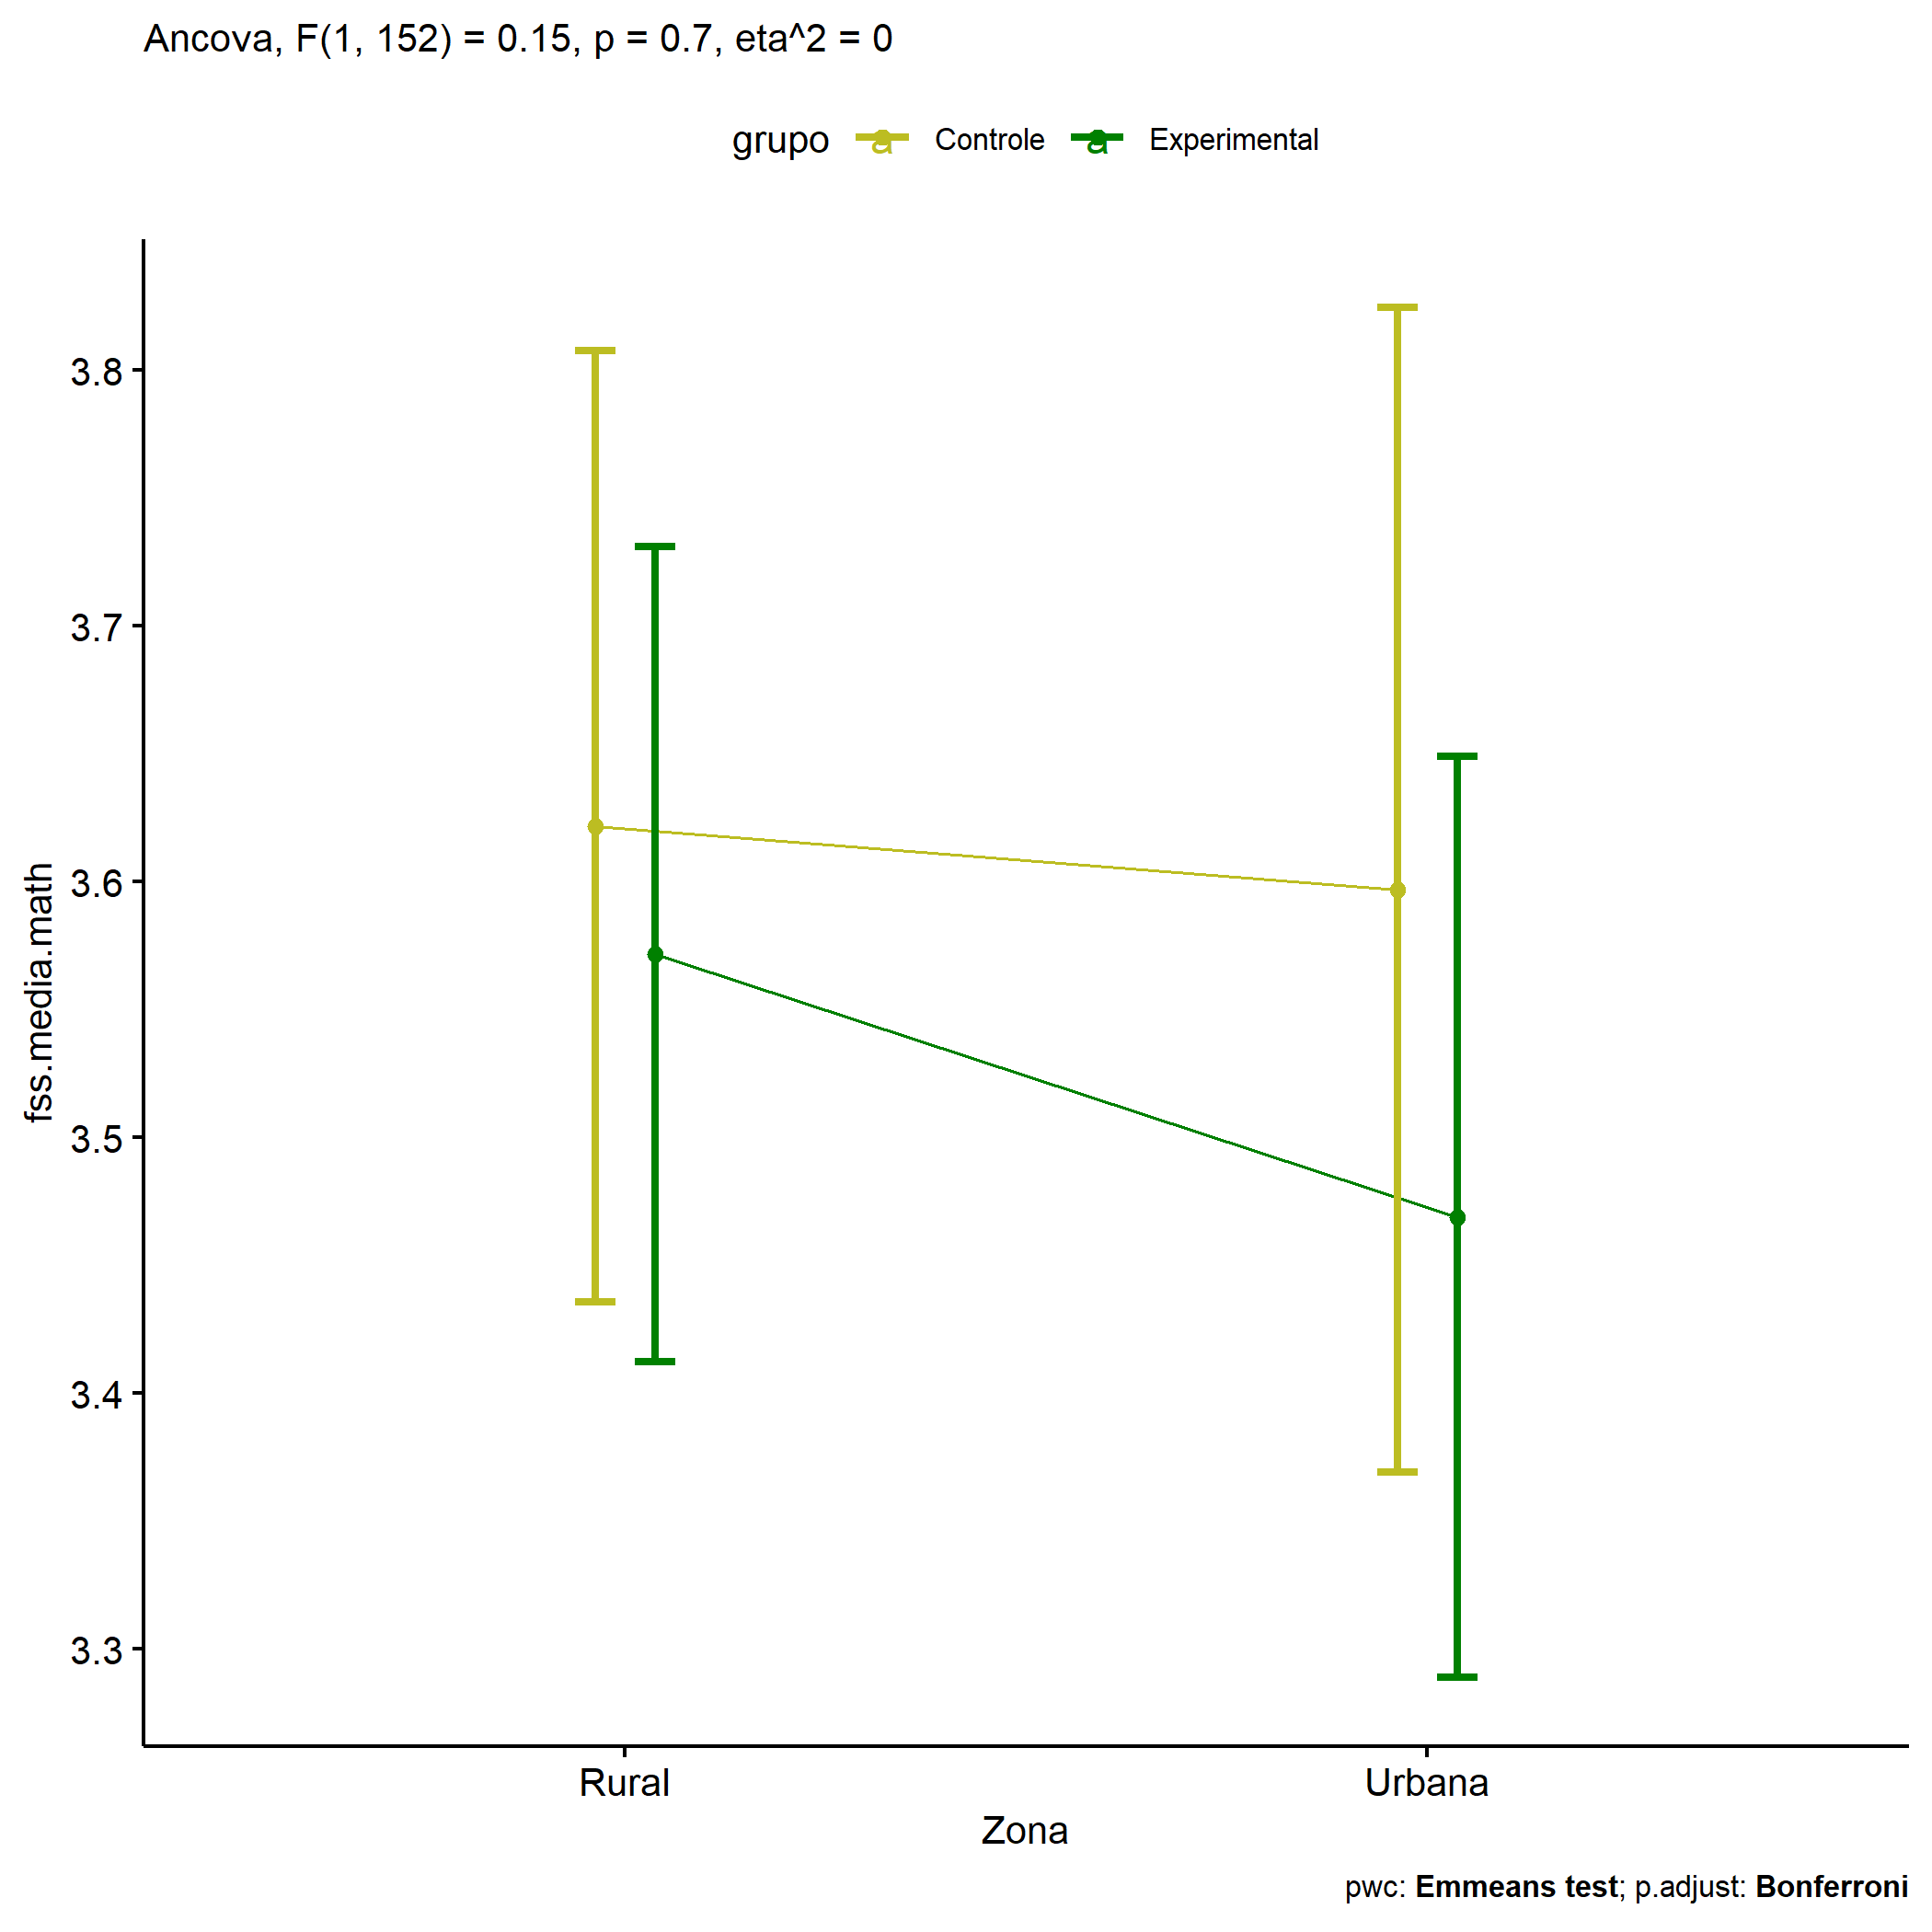 Ancova, F(1, 152) = 0.15, p = 0.7, eta^2 = 0
grupo a Controle a Experimental
3.8
3.7
3.6
3.5
3.4
3.3
fss.media.math
Rural Urbana
Zona
pwc: Emmeans test; p.adjust: Bonferroni